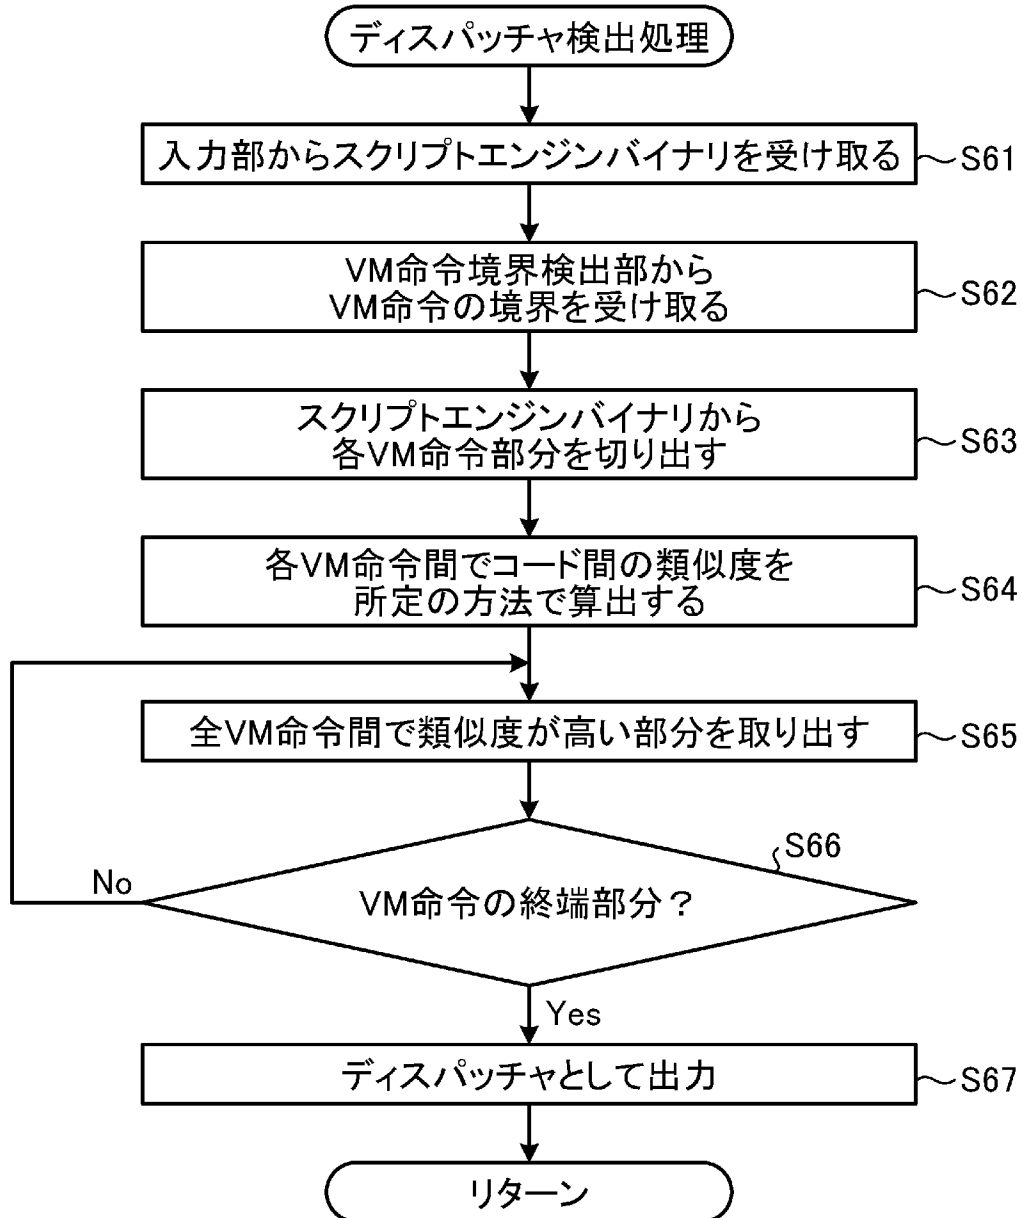 ディスパッチャ検出処理
入力部からスクリプトエンジンバイナリを受け取る
S61
VM命令境界検出部から
VM命令の境界を受け取る
S62
スクリプトエンジンバイナリから
各VM命令部分を切り出す
S63
各VM命令間でコード間の類似度を
所定の方法で算出する
S64
全VM命令間で類似度が高い部分を取り出す
S65
S66
No
VM命令の終端部分？
Yes
ディスパッチャとして出力
S67
リターン